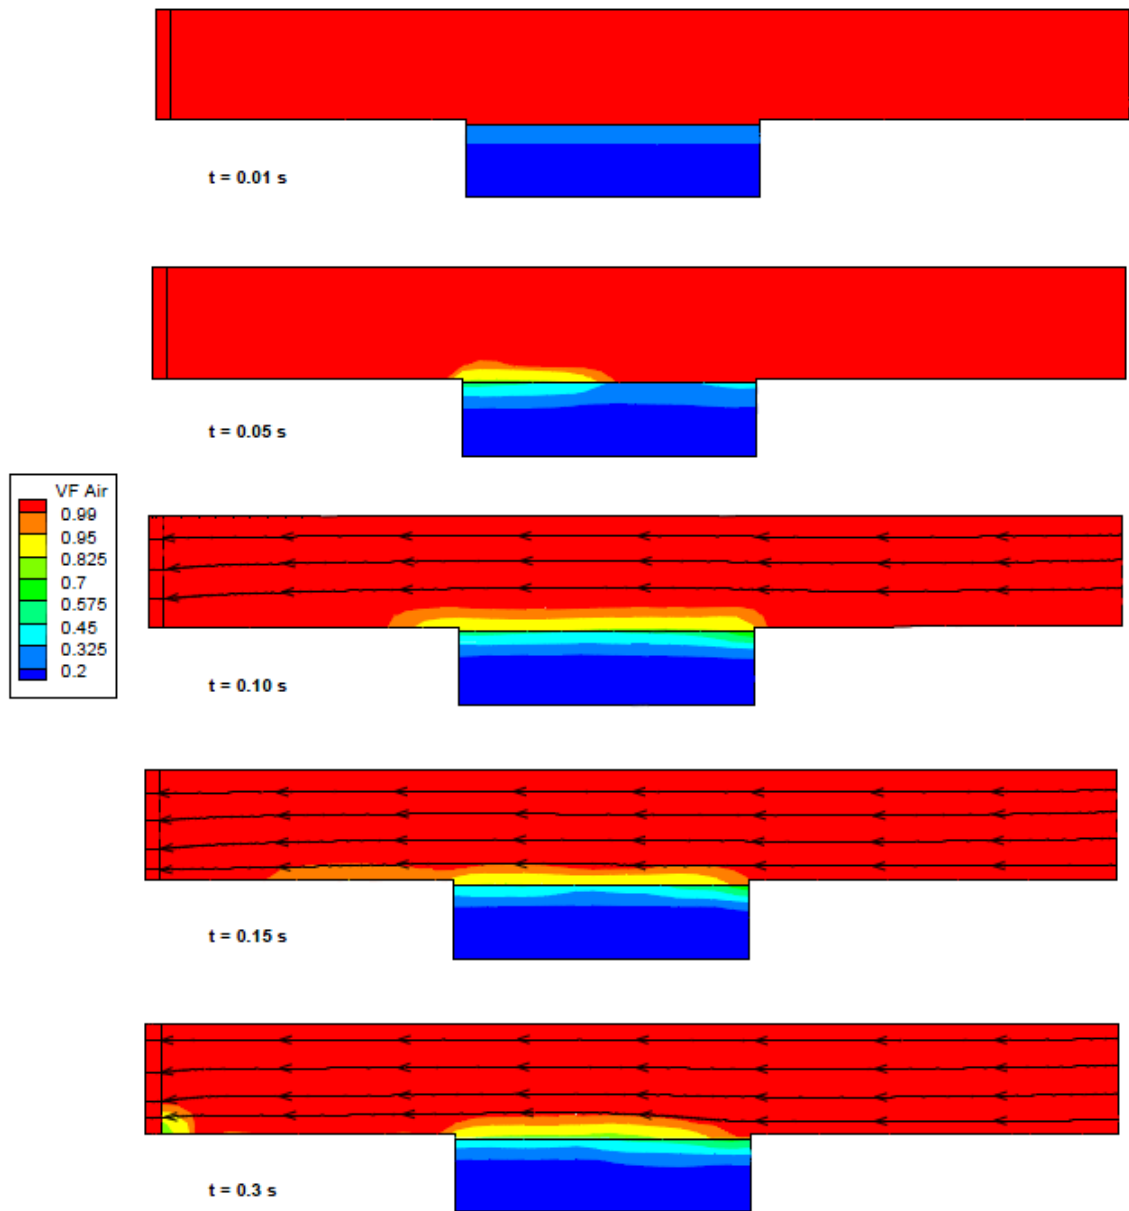 t = 0.01 s
t = 0.05 s
VF Air
0.99
0.95
0.825
0.7
0.575
0.45
0.325
0.2
t = 0.10 s
t = 0.15 s
t = 0.3 s